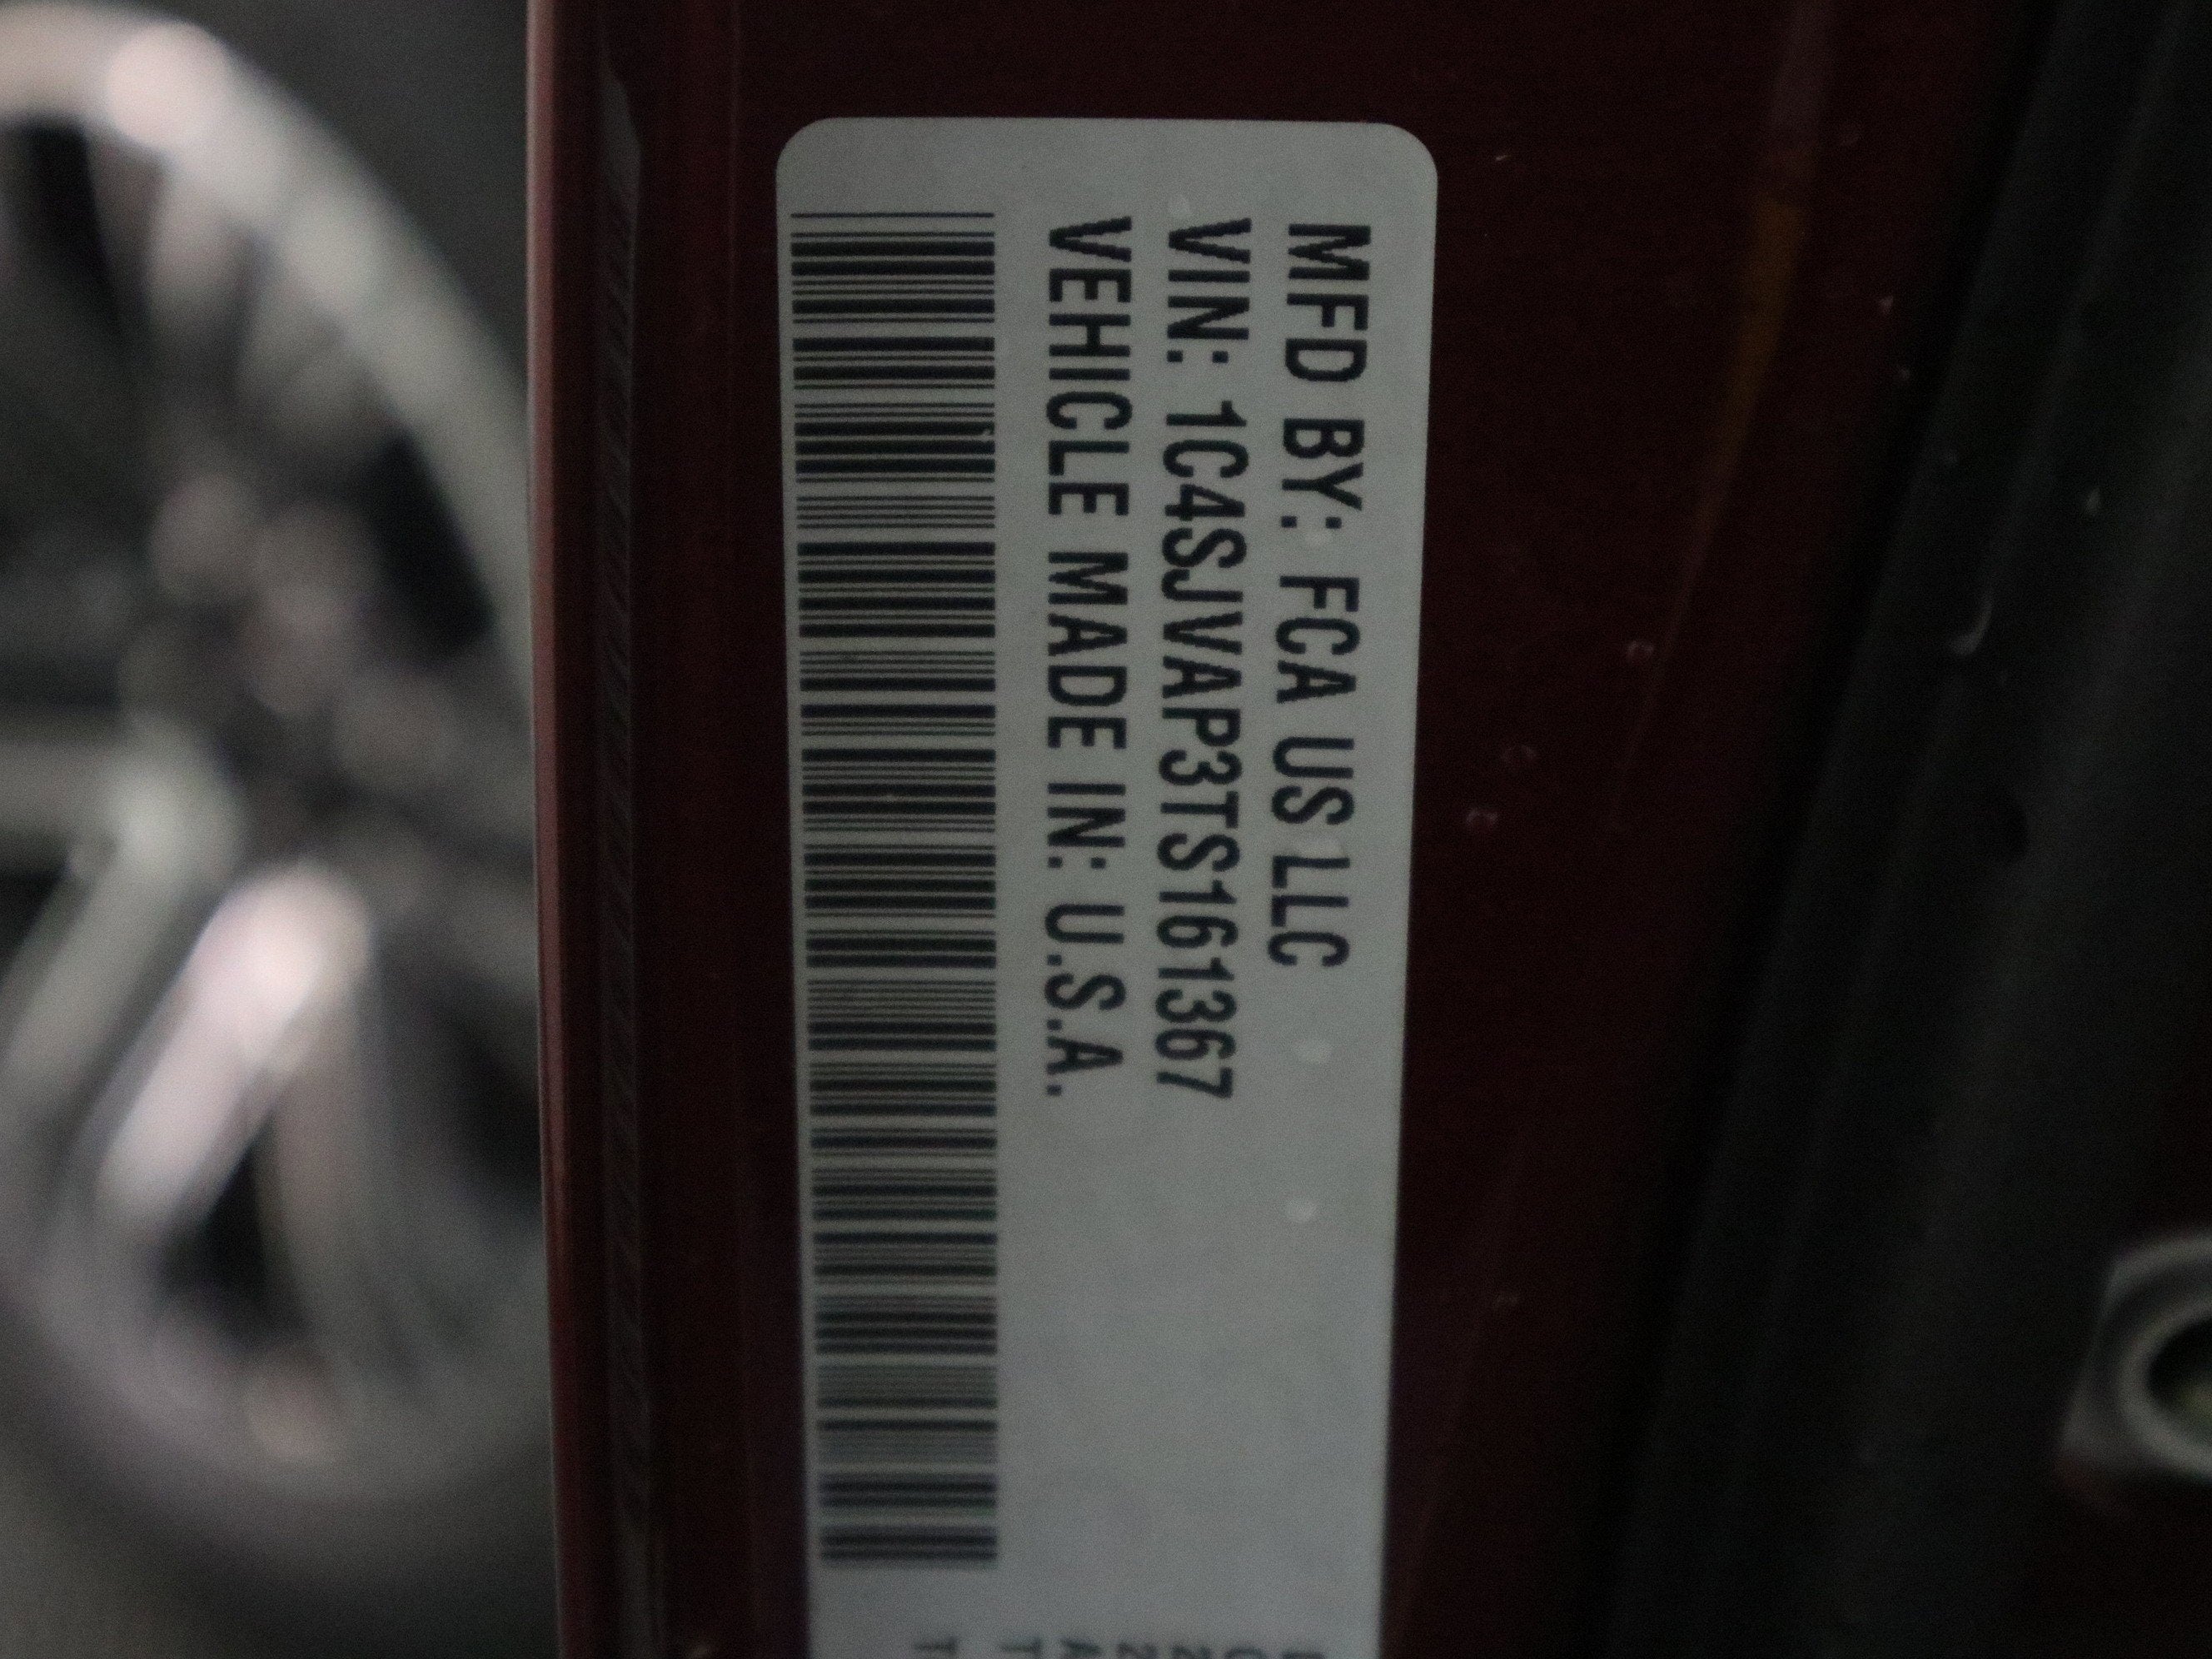 MFD BY: FCA US LLC
VIN: 1C4SJVAP3TS161367
VEHICLE MADE IN: U.S.A.